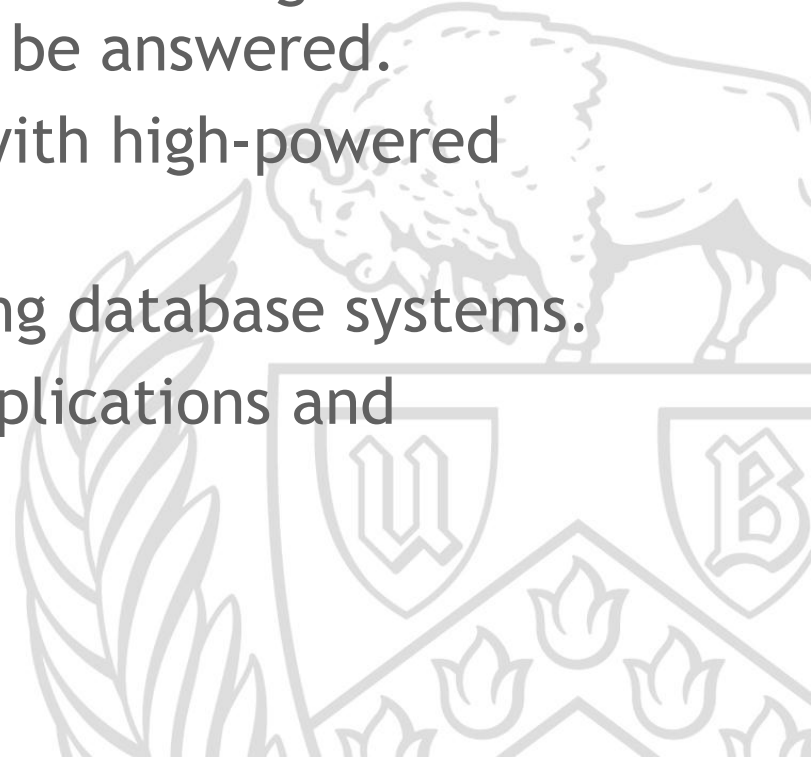 be answered.
with high-powered
ng database systems.
plications and
U B